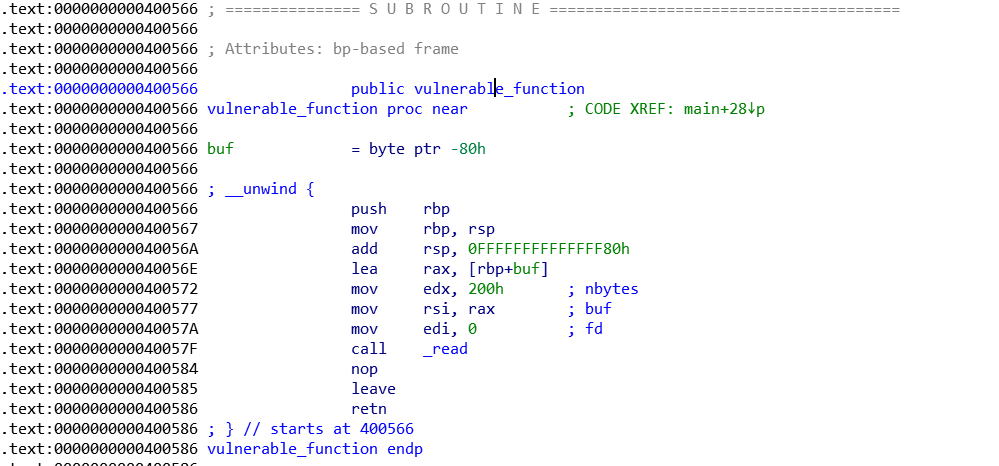 .text:0000000000400566 ; =============== S U B R O U T I N E =======================================
.text:0000000000400566
.text:0000000000400566 ; Attributes: bp-based frame
.text:0000000000400566
.text:0000000000400566 public vulnerable_function
.text:0000000000400566 vulnerable_function proc near ; CODE XREF: main+28↓p
.text:0000000000400566
.text:0000000000400566 buf = byte ptr -80h
.text:0000000000400566
.text:0000000000400566 ; __unwind {
.text:0000000000400566 push rbp
.text:0000000000400567 mov rbp, rsp
.text:000000000040056A add rsp, 0FFFFFFFFFFFFFF80h
.text:000000000040056E lea rax, [rbp+buf]
.text:0000000000400572 mov edx, 200h ; nbytes
.text:0000000000400577 mov rsi, rax ; buf
.text:000000000040057A mov edi, 0 ; fd
.text:000000000040057F call _read
.text:0000000000400584 nop
.text:0000000000400585 leave
.text:0000000000400586 retn
.text:0000000000400586 ; } // starts at 400566
.text:0000000000400586 vulnerable_function endp
.text:0000000000400586